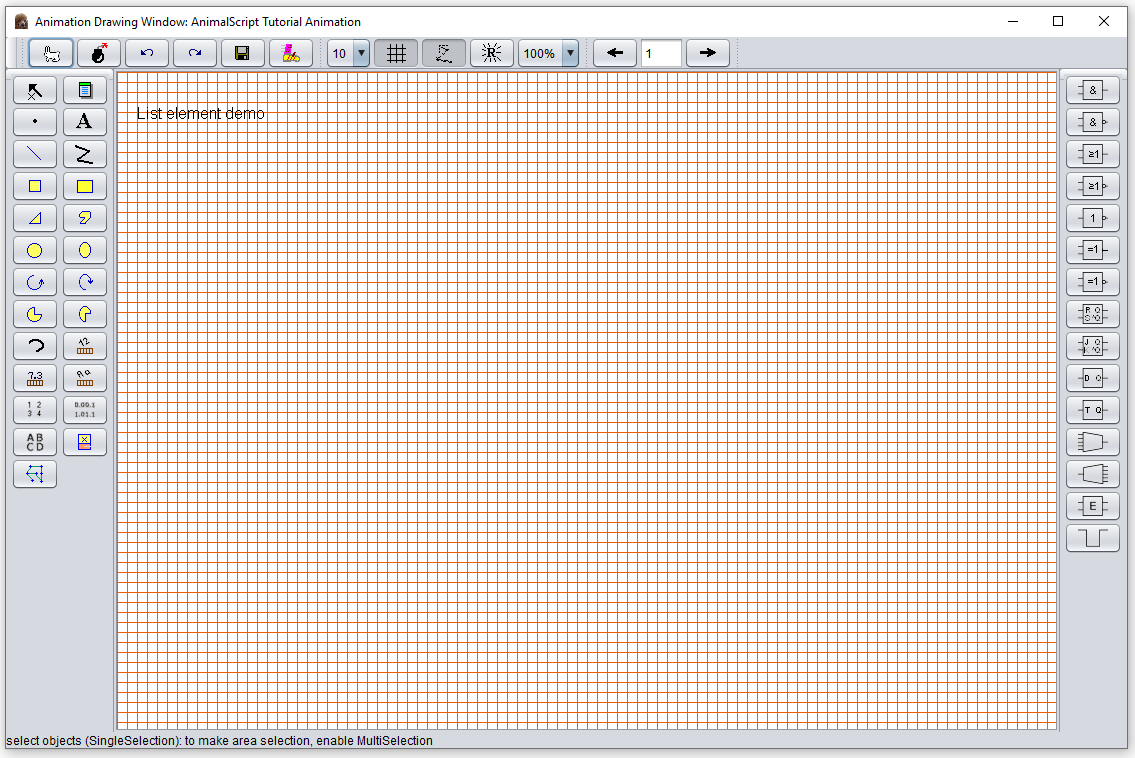 Animation Drawing Window: AnimalScript Tutorial Animation
10 R 100% 1
List element demo
A
7.3
1 2
3 4
0.00.1
1.01.1
A B
C D
X
&
&
≥1
≥1
1
=1
=1
R Q
S ^Q
J Q
K ^Q
D Q
T Q
E
select objects (SingleSelection): to make area selection, enable MultiSelection